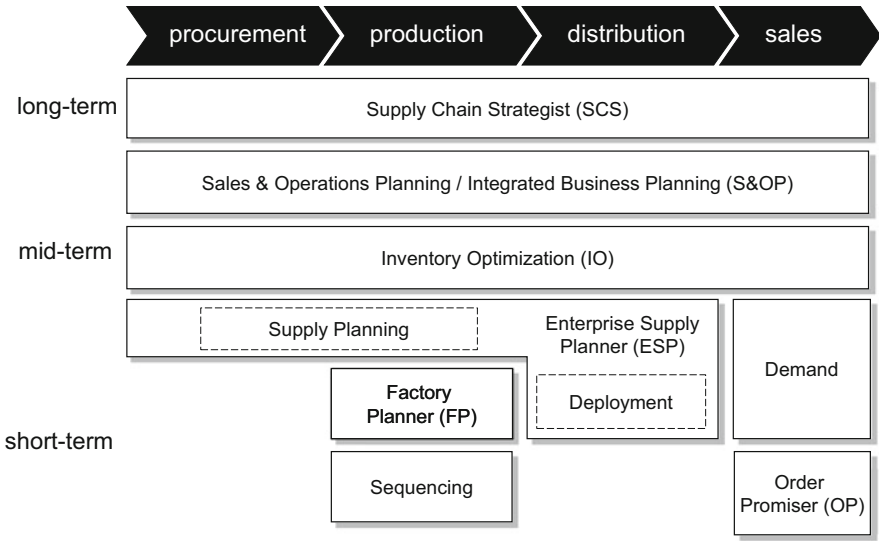 procurement
production
distribution
sales
long-term
Supply Chain Strategist (SCS)
Sales & Operations Planning / Integrated Business Planning (S&OP)
mid-term
Inventory Optimization (IO)
Supply Planning
Enterprise Supply
Planner (ESP)
Demand
Factory
Planner (FP)
Deployment
short-term
Sequencing
Order
Promiser (OP)